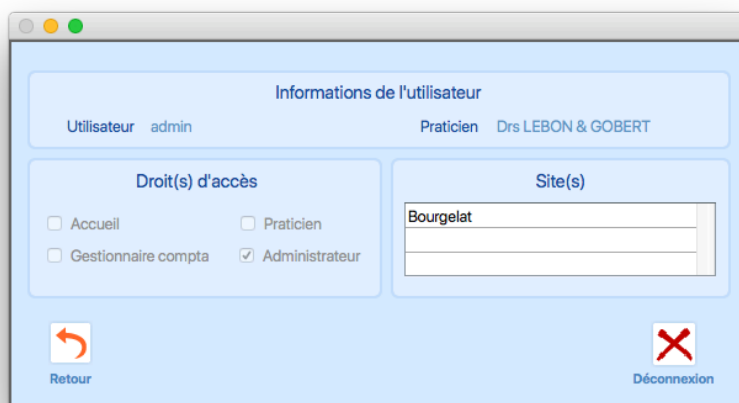 Informations de l'utilisateur
Utilisateur admin Praticien Drs LEBON & GOBERT
Droit(s) d'accès
Accueil Praticien
Gestionnaire compta Administrateur
Site(s)
Bourgelat
Retour Déconnexion